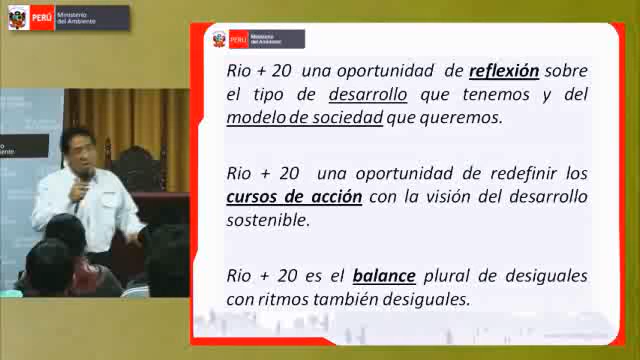 PERÚ
Ministerio
del Ambiente
PERÚ
Ministerio
del Ambiente
Rio + 20 una oportunidad de reflexión sobre
el tipo de desarrollo que tenemos y del
modelo de sociedad que queremos.
Rio + 20 una oportunidad de redefinir los
cursos de acción con la visión del desarrollo
sostenible.
Rio + 20 es el balance plural de desiguales
con ritmos también desiguales.